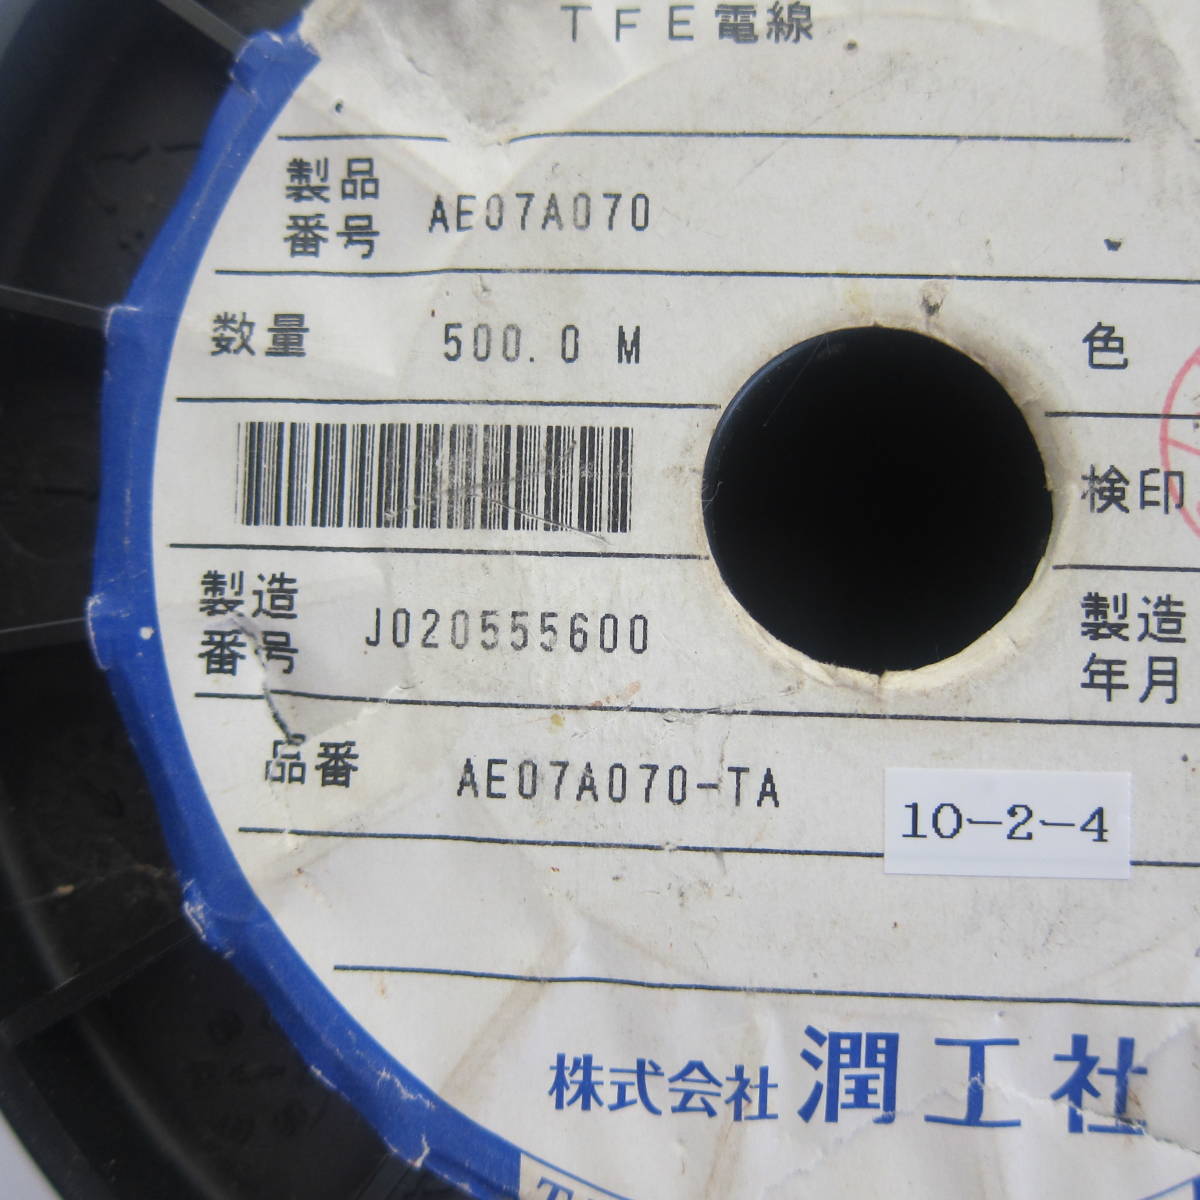 TFE電線
製品番号 AE07A070
数量 500.0 M
色
検印
製造番号 J020555600
製造年月
品番 AE07A070-TA
10-2-4
株式会社 潤工社